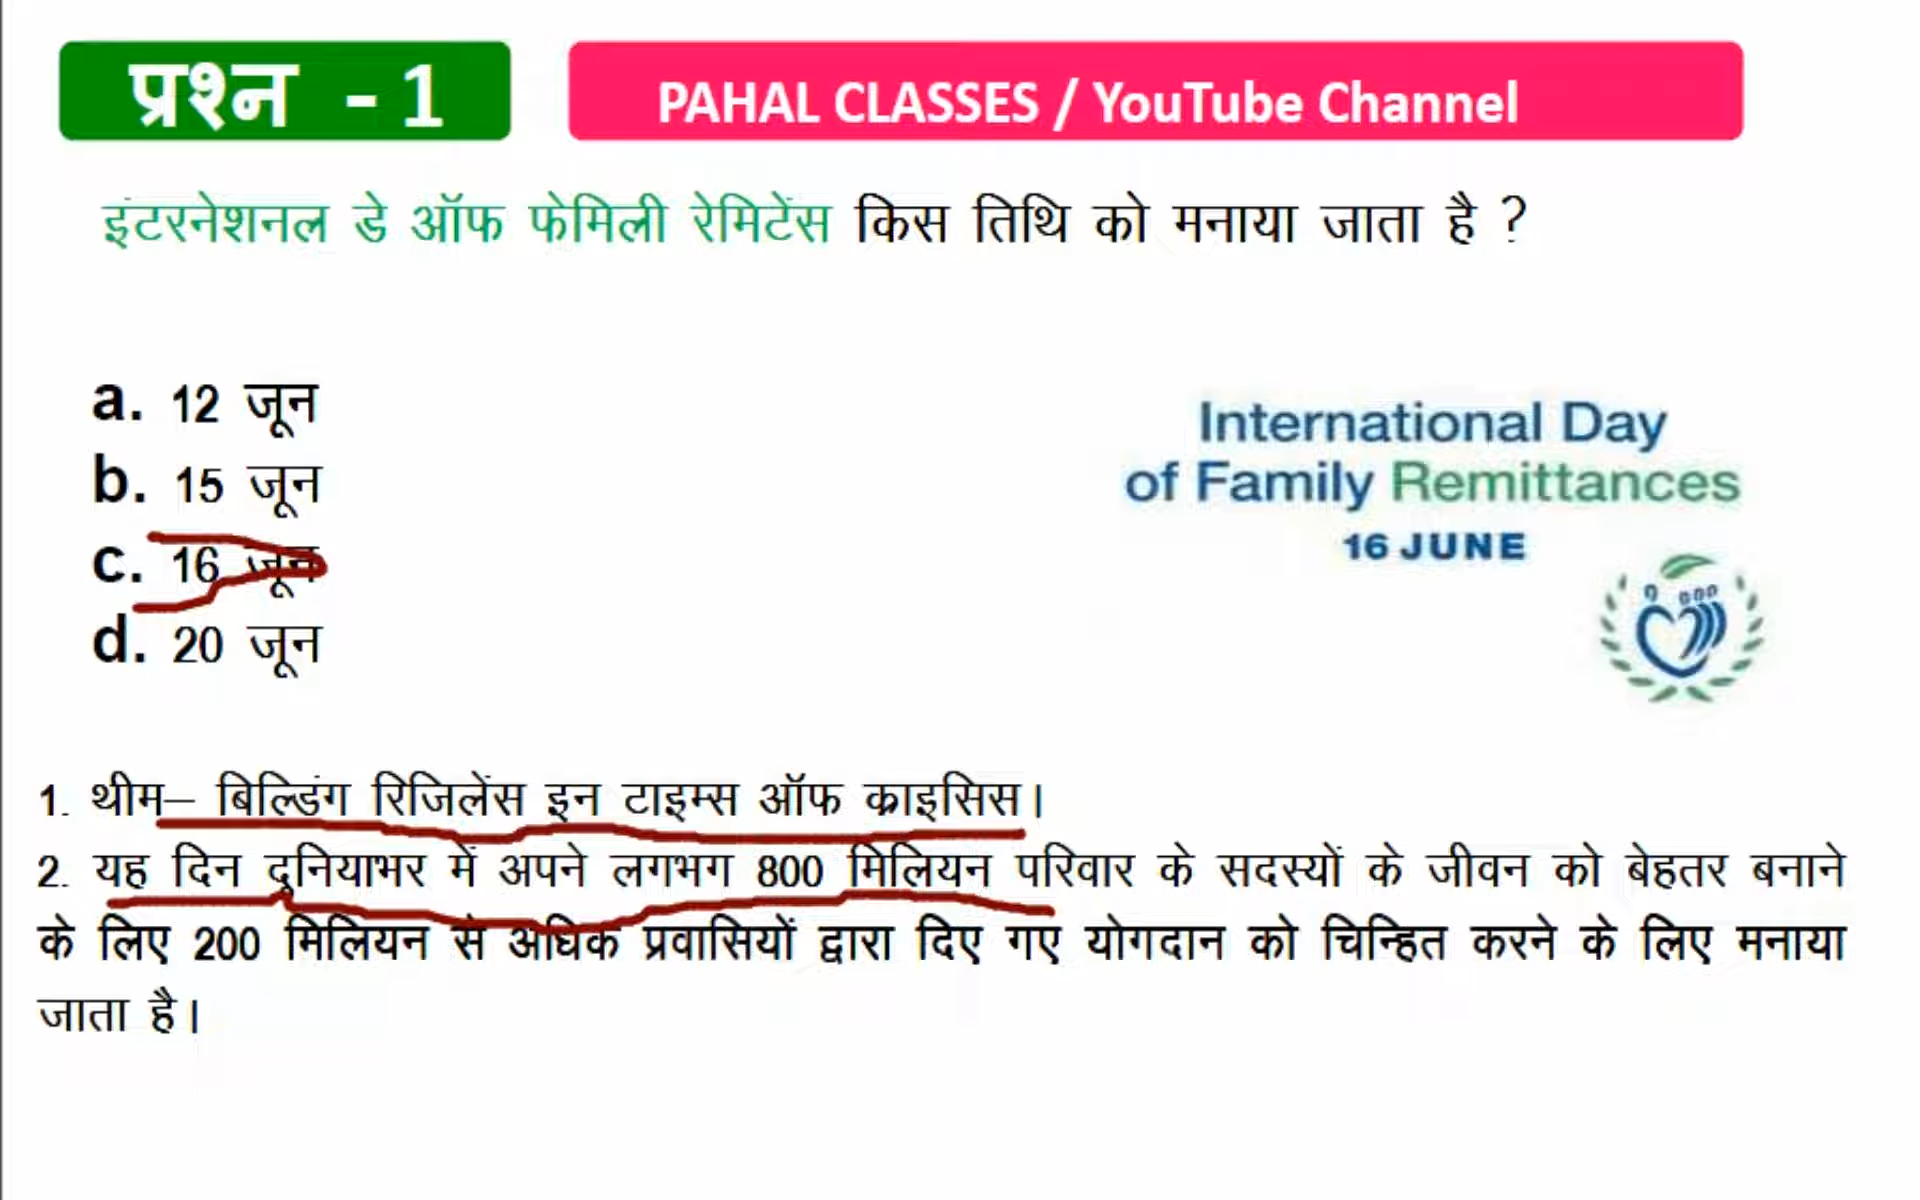 प्रश्न - 1
PAHAL CLASSES / YouTube Channel
इंटरनेशनल डे ऑफ फेमिली रेमिटेंस किस तिथि को मनाया जाता है ?
a. 12 जून
b. 15 जून
c. 16 जून
d. 20 जून
International Day
of Family Remittances
16 JUNE
1. थीम– बिल्डिंग रिजिलेंस इन टाइम्स ऑफ क्राइसिस।
2. यह दिन दुनियाभर में अपने लगभग 800 मिलियन परिवार के सदस्यों के जीवन को बेहतर बनाने
के लिए 200 मिलियन से अधिक प्रवासियों द्वारा दिए गए योगदान को चिन्हित करने के लिए मनाया
जाता है।